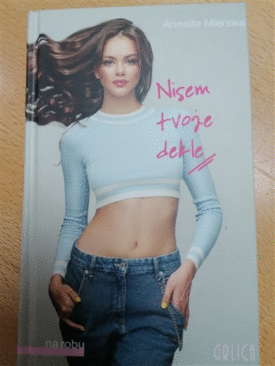 Annette Mierswa
Nisem
tvoje
dekle
na robu
GRLICA